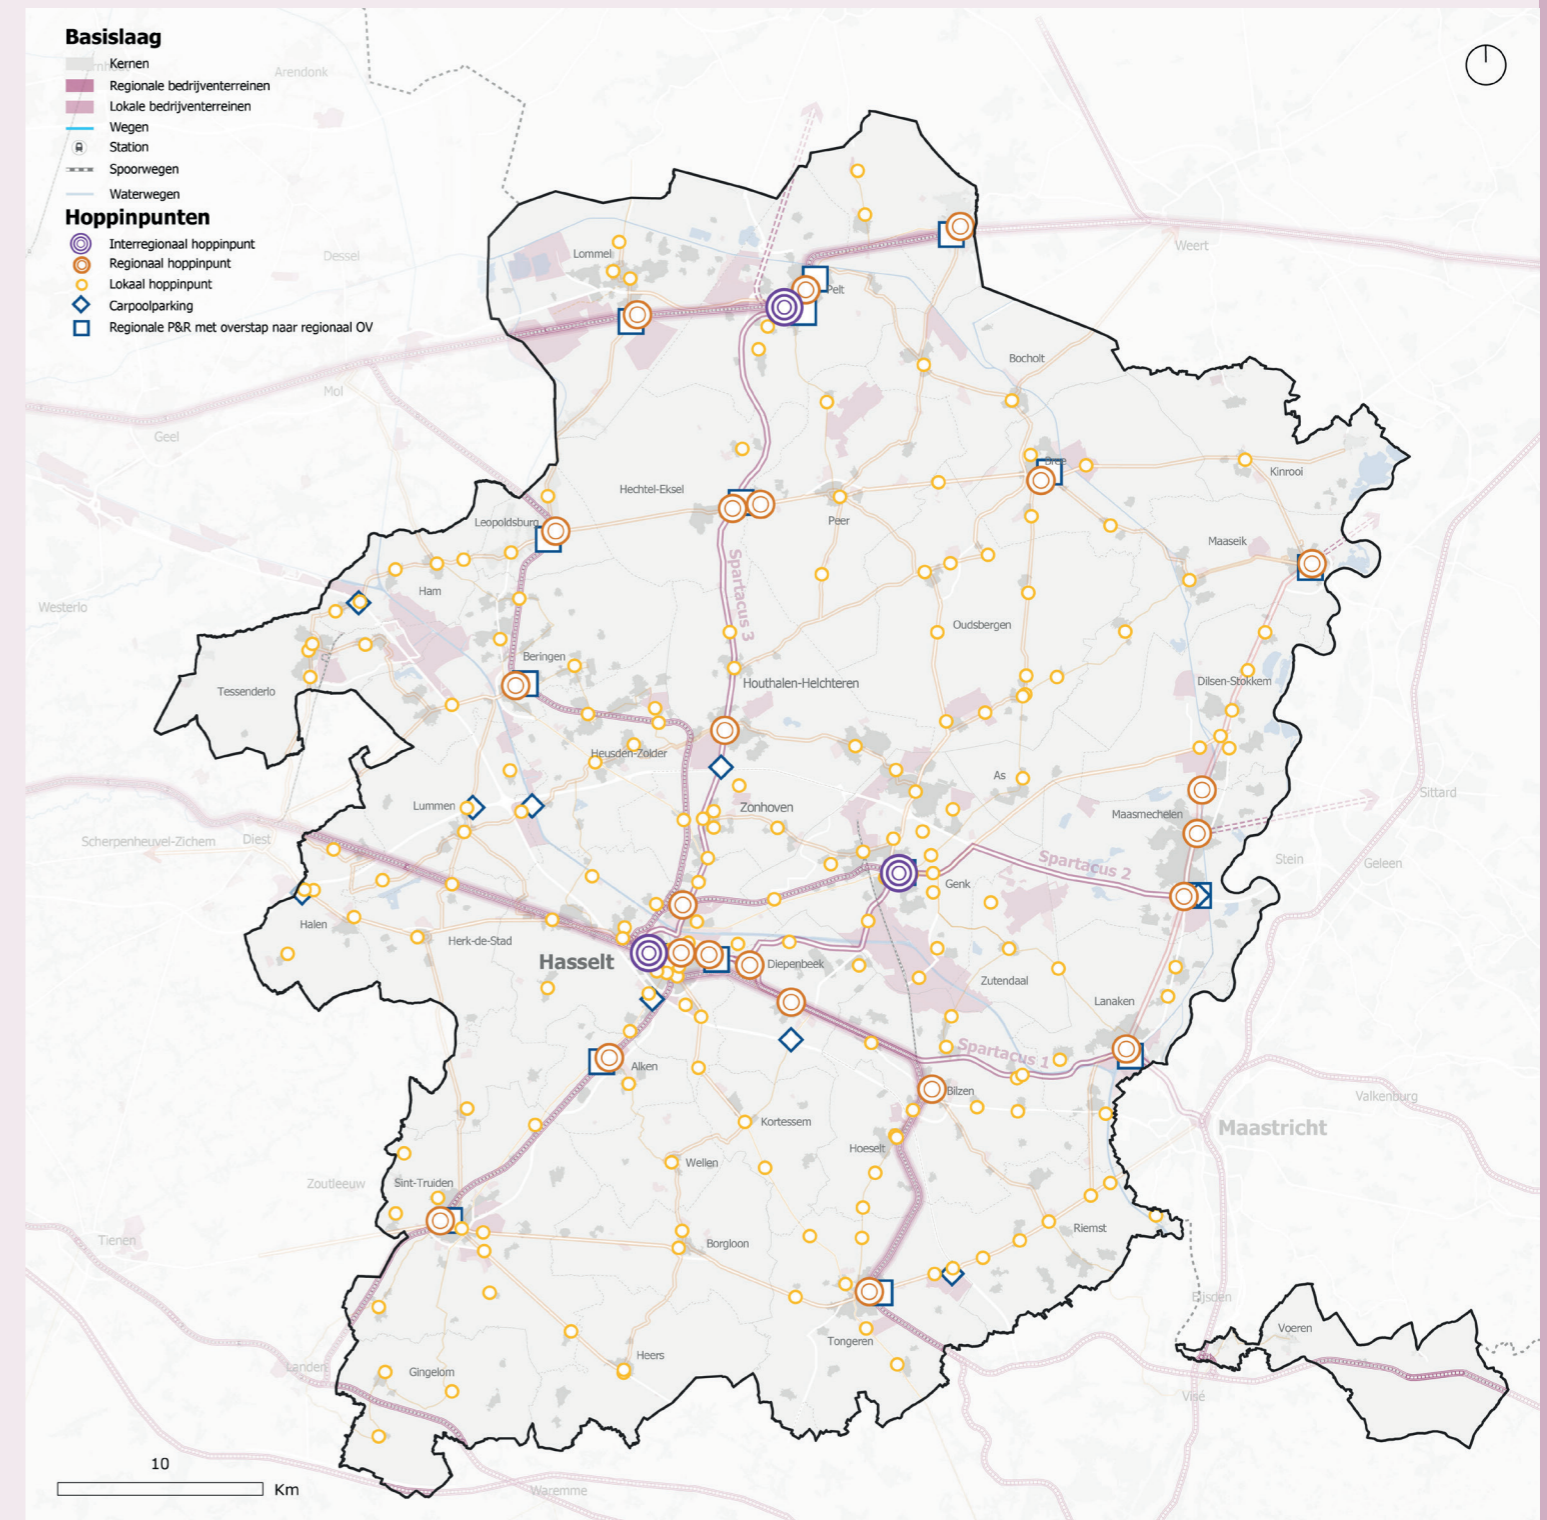 Basislaag
Kernen
Arendonk
Regionale bedrijventerreinen
Lokale bedrijventerreinen
Wegen
Station
Spoorwegen
Waterwegen
Hoppinpunten
Interregionaal hoppinpunt
Regionaal hoppinpunt
Lokaal hoppinpunt
Carpoolparking
Regionale P&R met overstap naar regionaal OV
Dessel
Lommel
Pelt
Weert
Bocholt
Mol
Geel
Bree
Kinrooi
Hechtel-Eksel
Peer
Leopoldsburg
Maaseik
Spartacus 3
Ham
Westerlo
Oudsbergen
Beringen
Tessenderlo
Houthalen-Helchteren
Dilsen-Stokkem
Heusden-Zolder
As
Sittard
Lummen
Zonhoven
Maasmechelen
Scherpenheuvel-Zichem
Diest
Stein
Geleen
Spartacus 2
Genk
Halen
Herk-de-Stad
Hasselt
Diepenbeek
Zutendaal
Lanaken
Spartacus 1
Alken
Bilzen
Valkenburg
Kortessem
Maastricht
Hoeselt
Wellen
Zoutleeuw
Sint-Truiden
Riemst
Tienen
Borgloon
Eijsden
Voeren
Tongeren
Heers
Landen
Gingelom
Visé
10
Km
Waremme